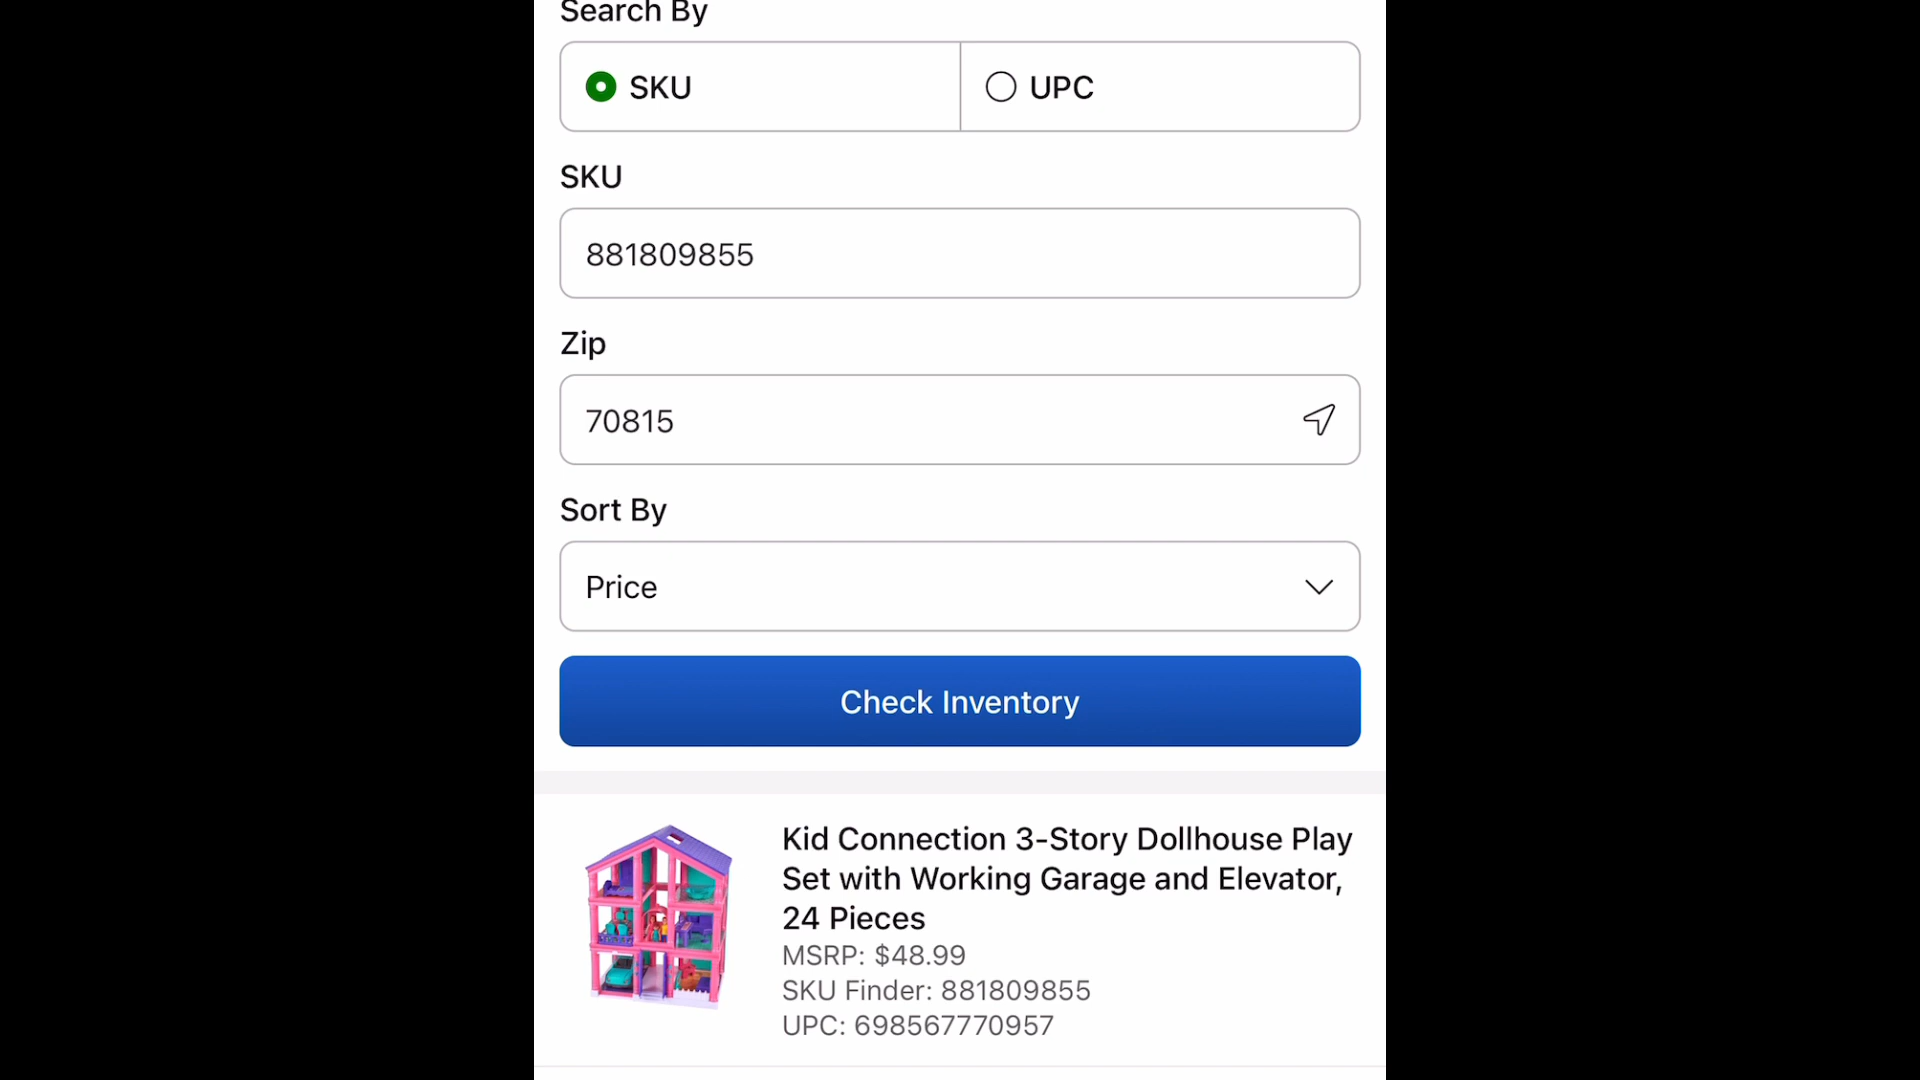 Search By
SKU
UPC
SKU
881809855
Zip
70815
Sort By
Price
Check Inventory
Kid Connection 3-Story Dollhouse Play
Set with Working Garage and Elevator,
24 Pieces
MSRP: $48.99
SKU Finder: 881809855
UPC: 698567770957